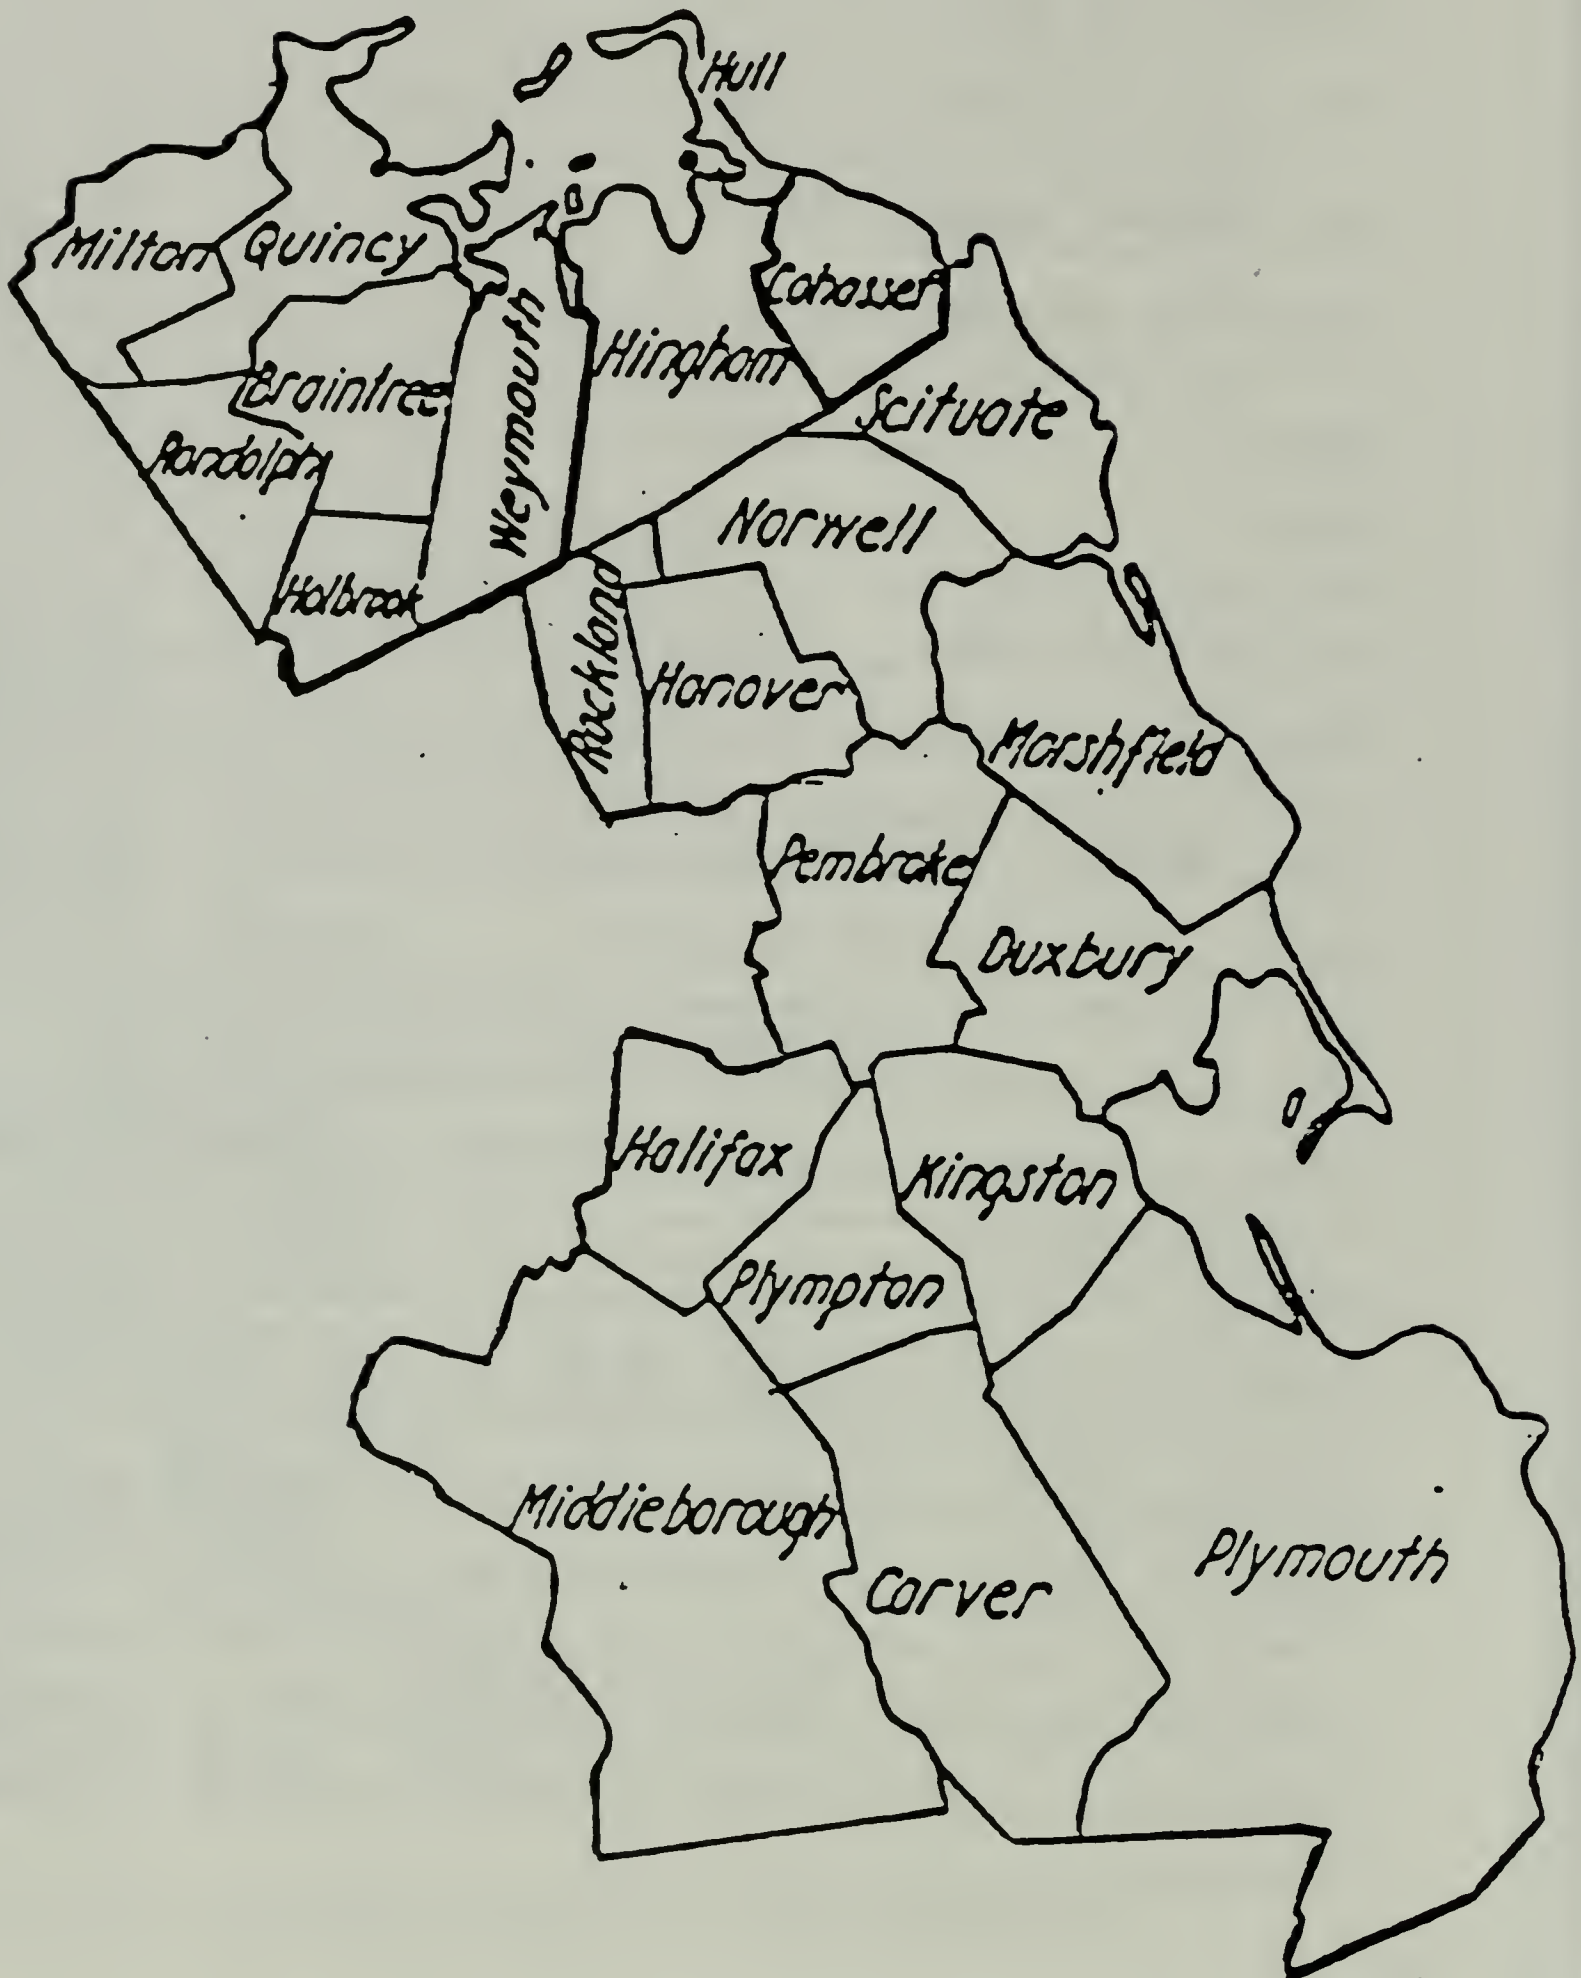 Hull
Milton
Quincy
Cohasset
Hingham
Weymouth
Braintree
Scituate
Randolph
Norwell
Holbrook
Rockland
Hanover
Marshfield
Pembroke
Duxbury
Halifax
Kingston
Plympton
Middleborough
Carver
Plymouth